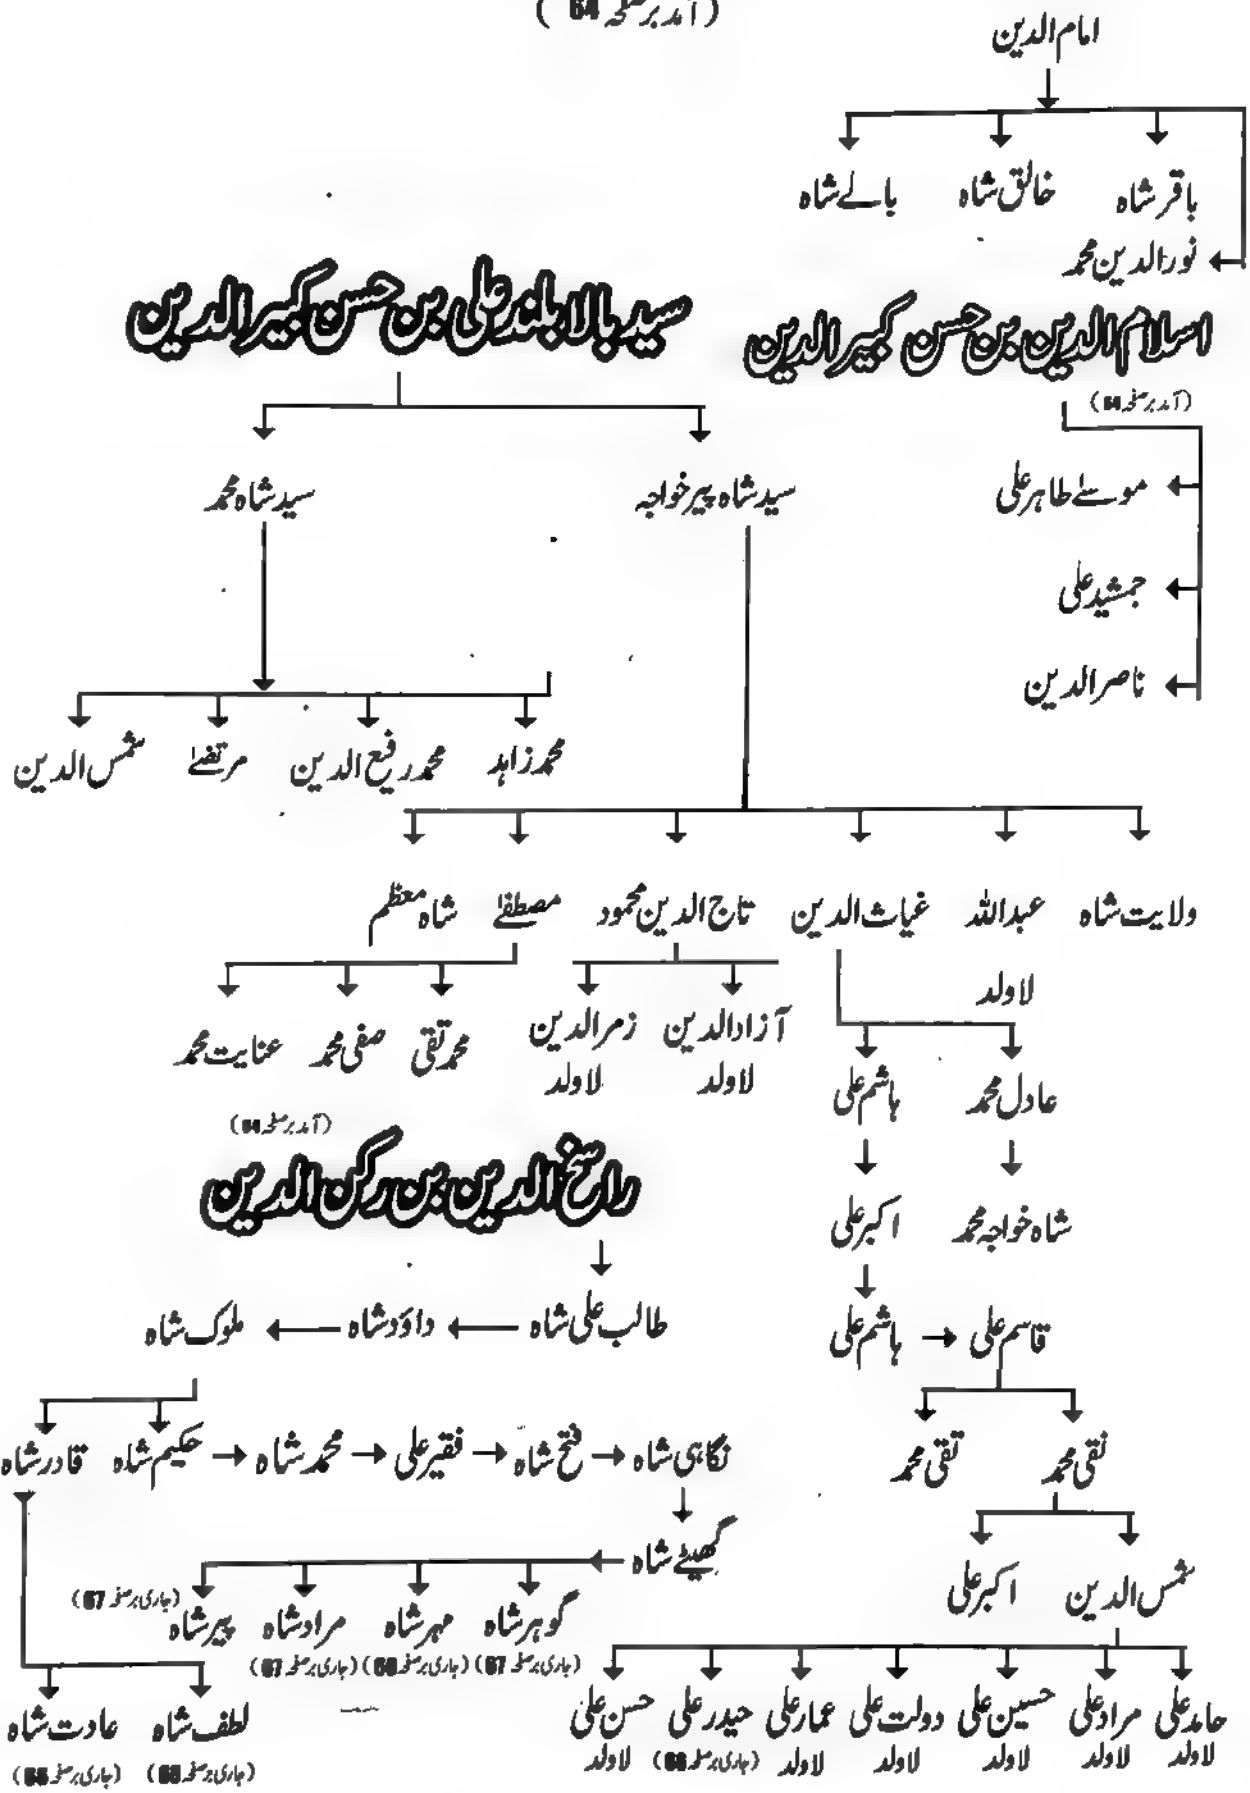 (آمد بر صفحہ 64)
امام الدین
باقر شاہ خالق شاہ بالے شاہ
نور الدین محمد
اسلام الدین بن حسن کبیر الدین
(آمد بر صفحہ 64)
موسےٰ طاہر علی
جمشید علی
ناصر الدین
سید بالا بلند علی بن حسن کبیر الدین
سید شاہ پیر خواجہ سید شاہ محمد
محمد زاہد محمد رفیع الدین مرتضےٰ شمس الدین
ولایت شاہ عبداللہ غیاث الدین تاج الدین محمود مصطفےٰ شاہ معظم
لاولد
آزاد الدین زمر الدین محمد تقی صفی محمد عنایت محمد
لاولد لاولد
عادل محمد ہاشم علی
شاہ خواجہ محمد اکبر علی
قاسم علی ہاشم علی
نقی محمد تقی محمد
شمس الدین اکبر علی
حامد علی مراد علی حسین علی دولت علی عمار علی حیدر علی حسن علی
لاولد لاولد لاولد لاولد لاولد (جاری بر صفحہ 66) لاولد
(آمد بر صفحہ 64)
راسخ الدین بن رکن الدین
طالب علی شاہ داؤد شاہ ملوک شاہ
نگاہی شاہ فتح شاہ فقیر علی محمد شاہ حکیم شاہ قادر شاہ
گھیٹے شاہ
گوہر شاہ مہر شاہ مراد شاہ پیر شاہ (جاری بر صفحہ 67)
(جاری بر صفحہ 67) (جاری بر صفحہ 66) (جاری بر صفحہ 67)
لطف شاہ عادت شاہ
(جاری بر صفحہ 65) (جاری بر صفحہ 66)